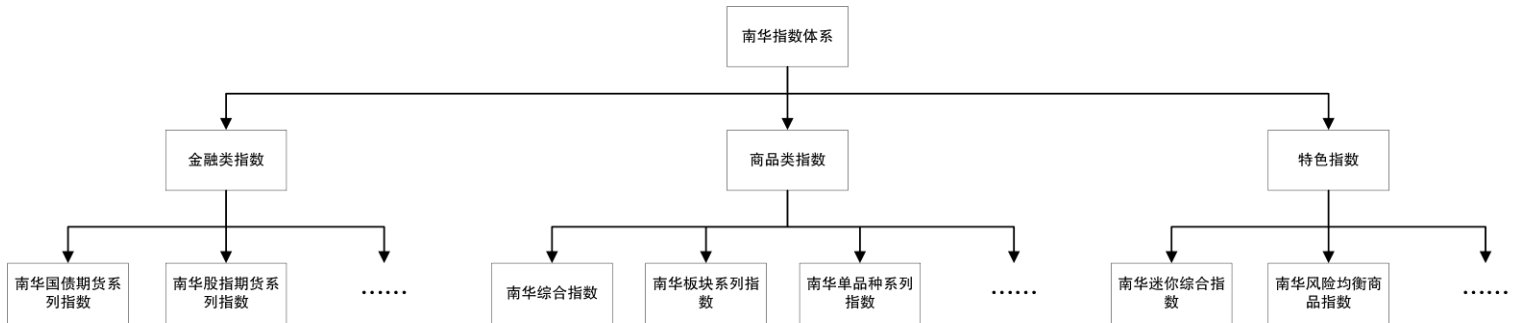 南华指数体系
金融类指数
商品类指数
特色指数
南华国债期货系
列指数
南华股指期货系
列指数
……
南华综合指数
南华板块系列指
数
南华单品种系列
指数
……
南华迷你综合指
数
南华风险均衡商
品指数
……